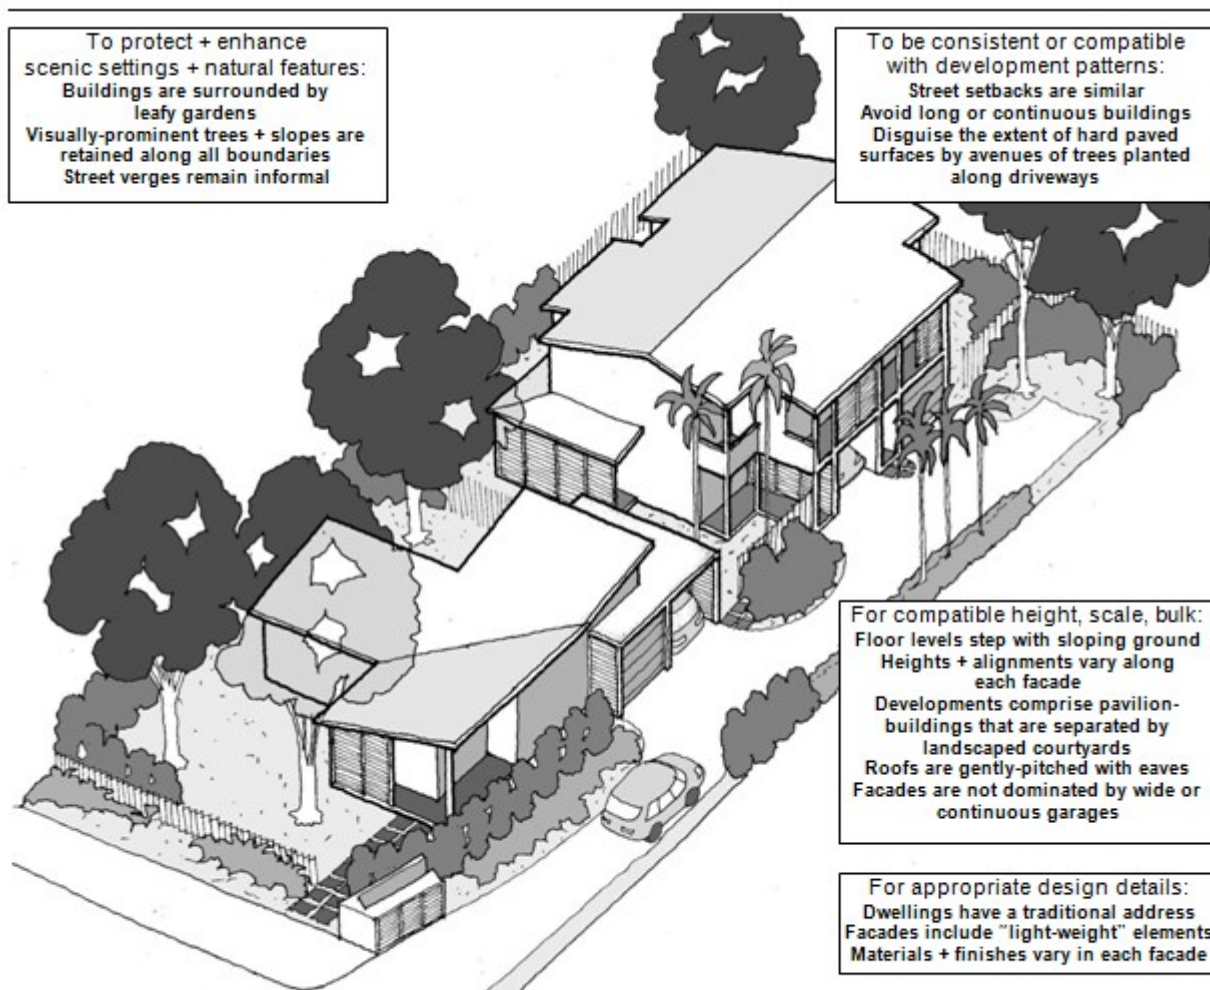 To protect + enhance
scenic settings + natural features:
Buildings are surrounded by
leafy gardens
Visually-prominent trees + slopes are
retained along all boundaries
Street verges remain informal
To be consistent or compatible
with development patterns:
Street setbacks are similar
Avoid long or continuous buildings
Disguise the extent of hard paved
surfaces by avenues of trees planted
along driveways
For compatible height, scale, bulk:
Floor levels step with sloping ground
Heights + alignments vary along
each facade
Developments comprise pavilion-
buildings that are separated by
landscaped courtyards
Roofs are gently-pitched with eaves
Facades are not dominated by wide or
continuous garages
For appropriate design details:
Dwellings have a traditional address
Facades include "light-weight" elements
Materials + finishes vary in each facade